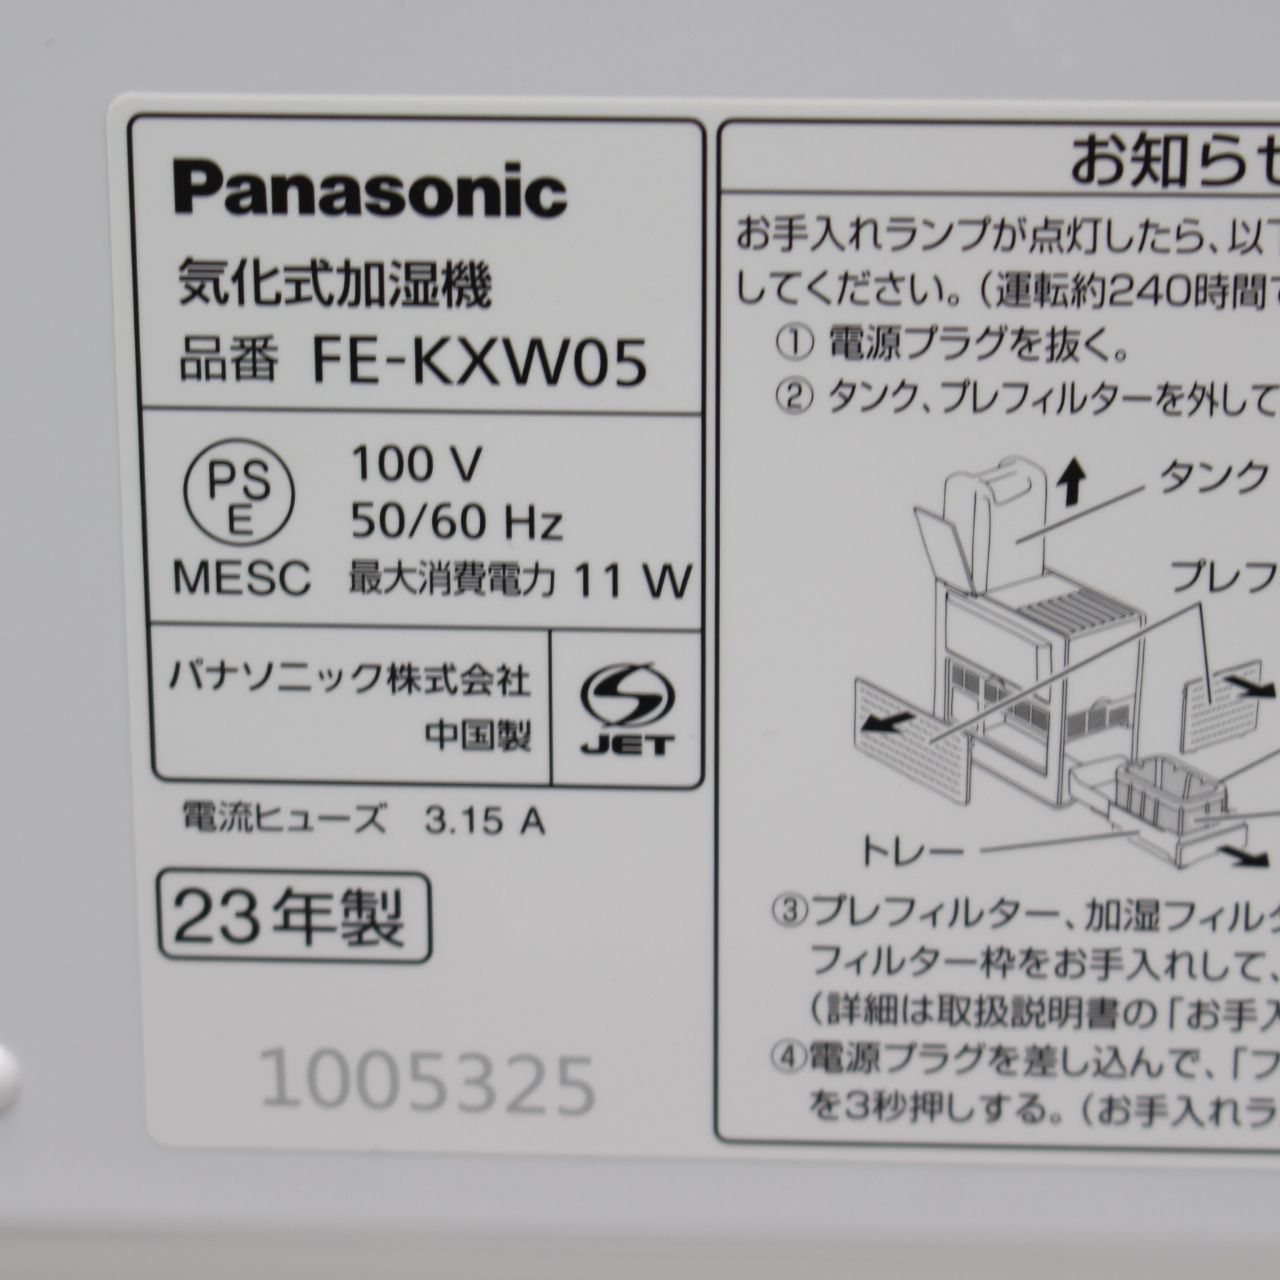 Panasonic
気化式加湿機
品番 FE-KXW05
PS
E
MESC
100 V
50/60 Hz
最大消費電力 11 W
パナソニック株式会社
中国製
JET
電流ヒューズ 3.15 A
23年製
1005325
お知らせ
お手入れランプが点灯したら、以下
してください。(運転約240時間で
① 電源プラグを抜く。
② タンク、プレフィルターを外して
タンク
プレフ
トレー
③プレフィルター、加湿フィルタ
フィルター枠をお手入れして、
(詳細は取扱説明書の「お手入
④電源プラグを差し込んで、「フ
を3秒押しする。(お手入れラ